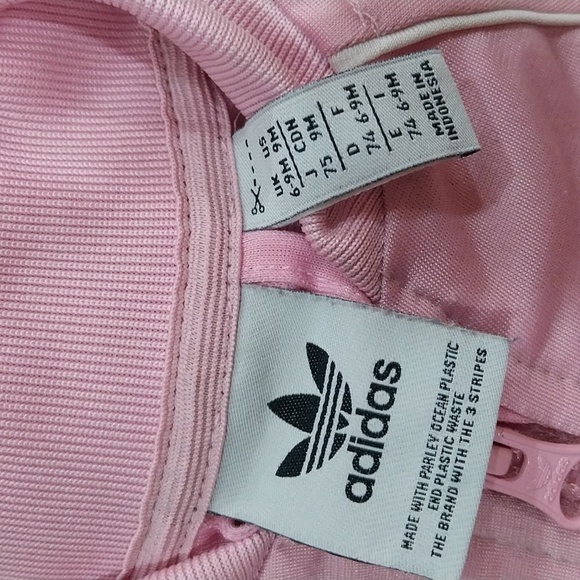 UK US
6-9M 9M
J CDN
75 9M
D F
74 6-9M
E I
74 6-9M
MADE IN
INDONESIA
adidas
MADE WITH PARLEY OCEAN PLASTIC
END PLASTIC WASTE
THE BRAND WITH THE 3 STRIPES